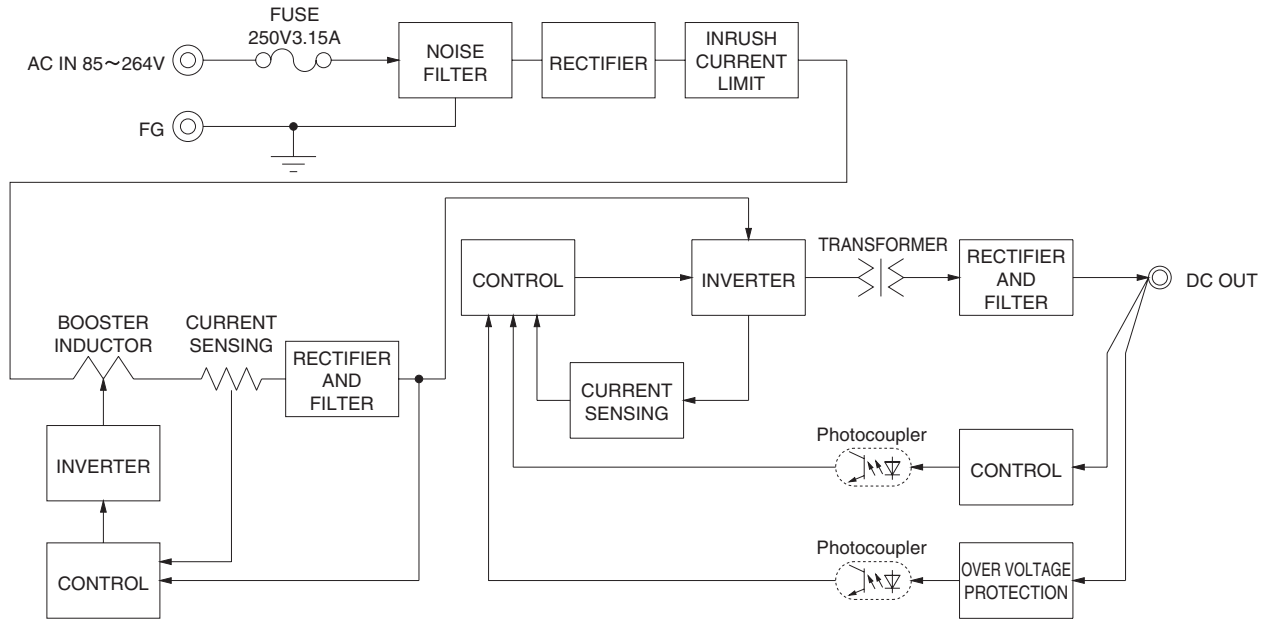 FUSE
250V3.15A
AC IN 85～264V
NOISE
FILTER
RECTIFIER
INRUSH
CURRENT
LIMIT
FG
CONTROL
INVERTER
TRANSFORMER
RECTIFIER
AND
FILTER
DC OUT
BOOSTER
INDUCTOR
CURRENT
SENSING
RECTIFIER
AND
FILTER
CURRENT
SENSING
INVERTER
Photocoupler
CONTROL
CONTROL
Photocoupler
OVER VOLTAGE
PROTECTION